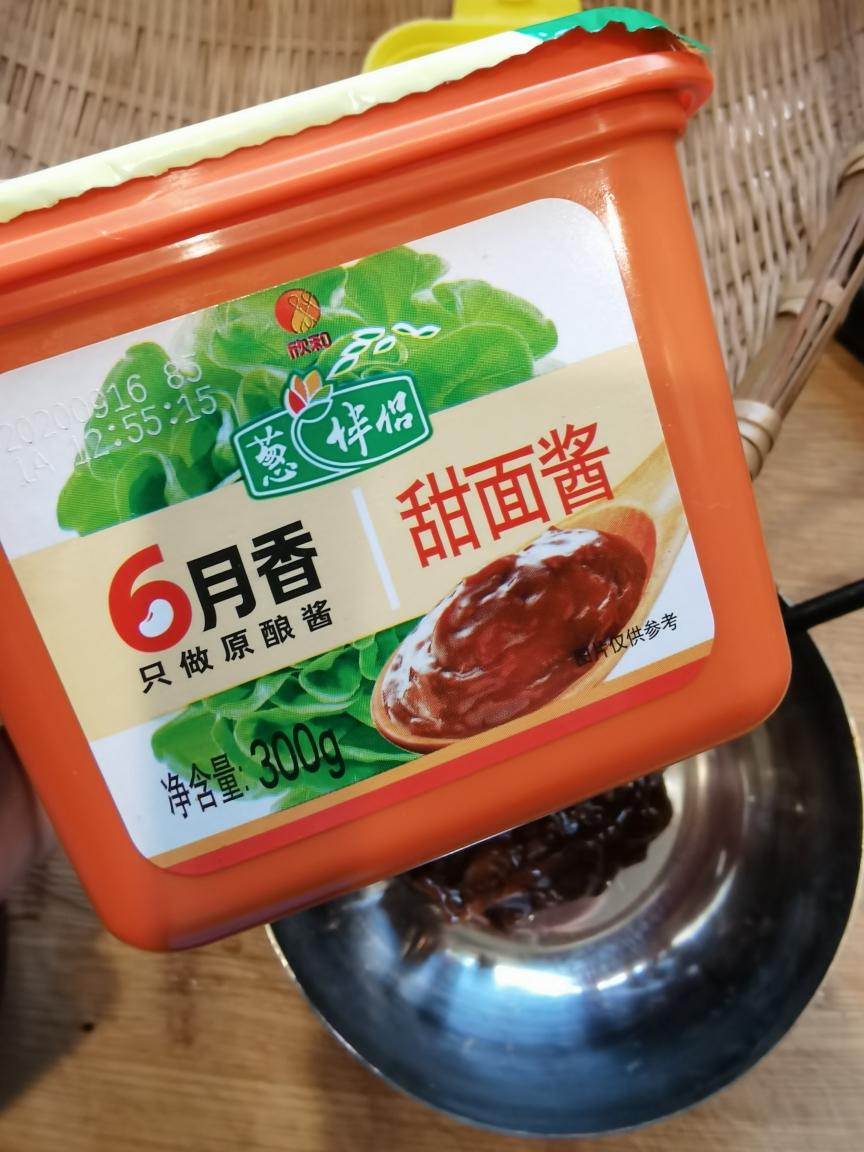 欣和
葱伴侣
20200916 85
1A 12:55:15
甜面酱
6月香
只做原酿酱
图片仅供参考
净含量: 300g